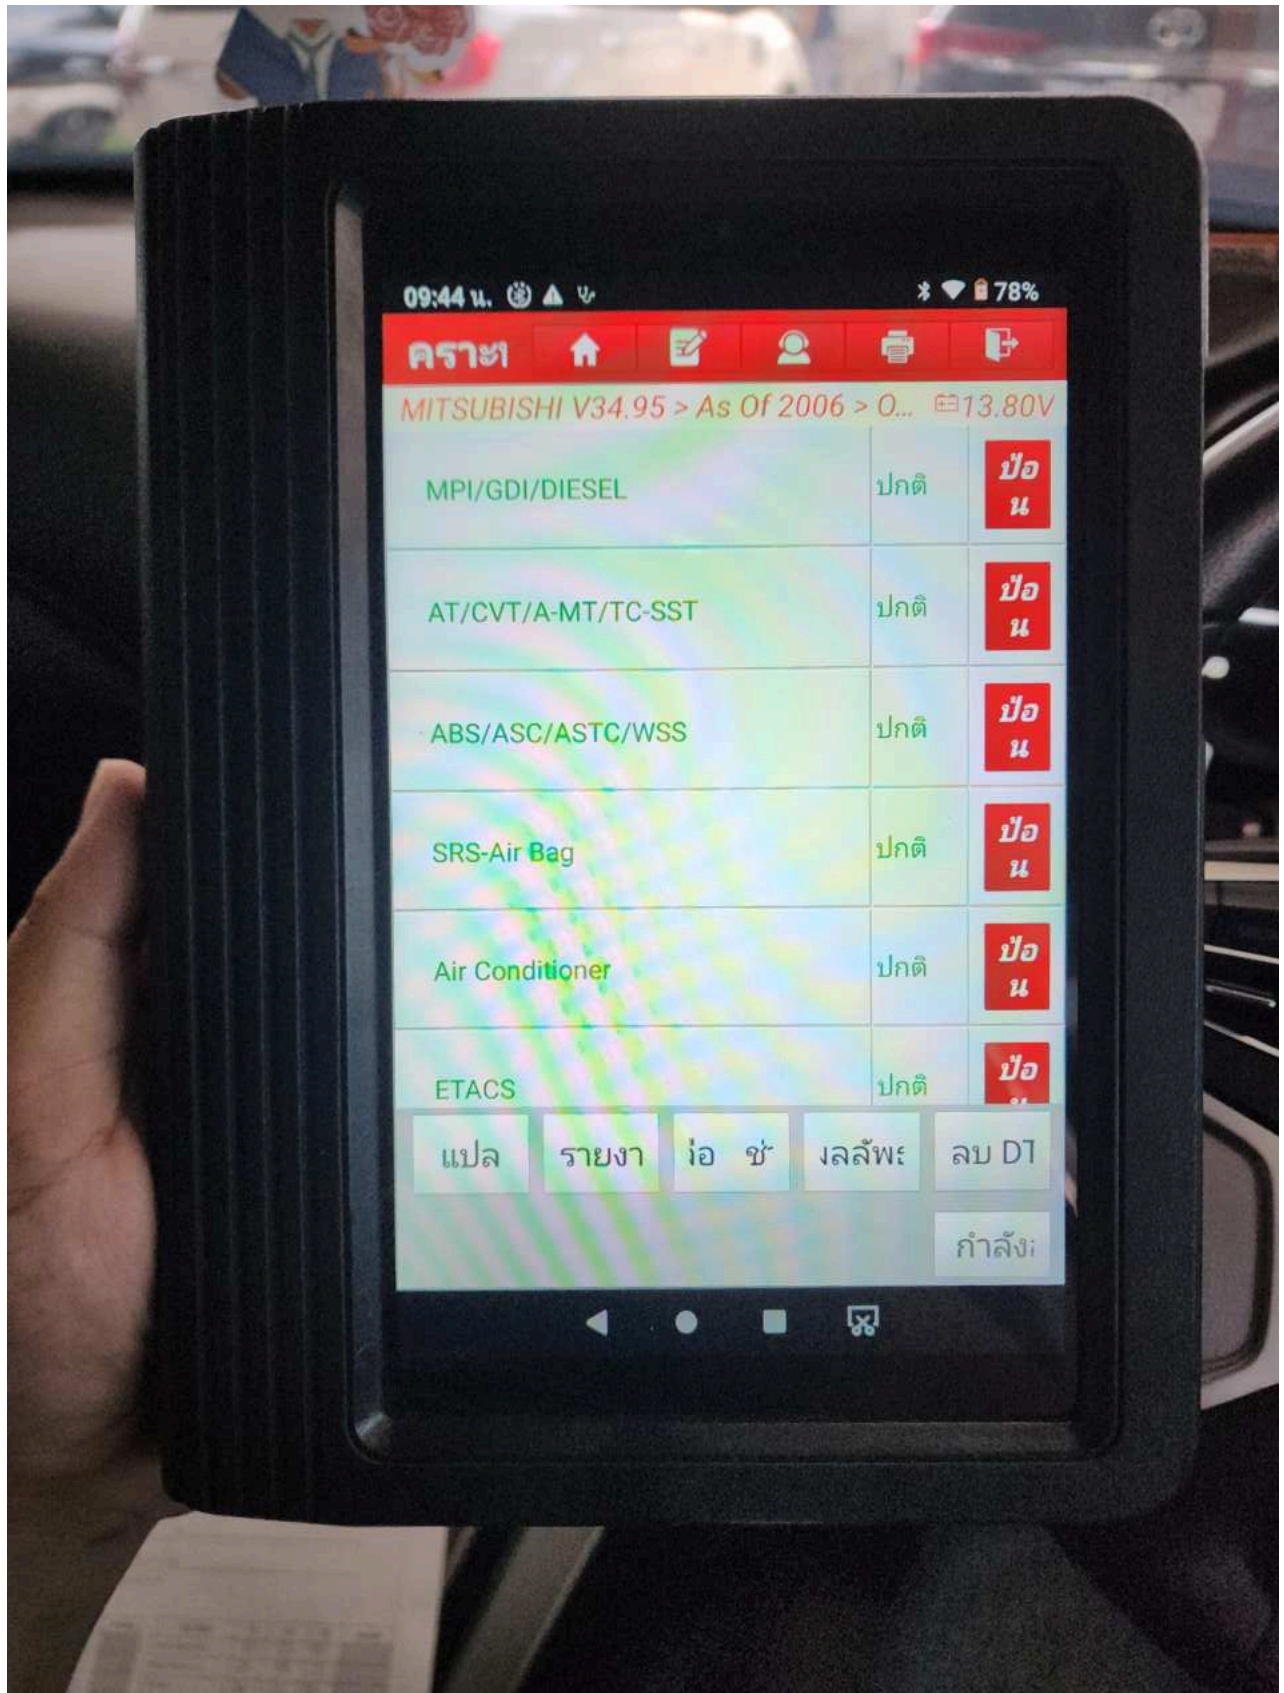 09:44 น. 78%
คราะห
MITSUBISHI V34.95 > As Of 2006 > O... 13.80V
MPI/GDI/DIESEL ปกติ ป้อ
น
AT/CVT/A-MT/TC-SST ปกติ ป้อ
น
ABS/ASC/ASTC/WSS ปกติ ป้อ
น
SRS-Air Bag ปกติ ป้อ
น
Air Conditioner ปกติ ป้อ
น
ETACS ปกติ ป้อ
แปล รายงา ลบ DT
กำลัง